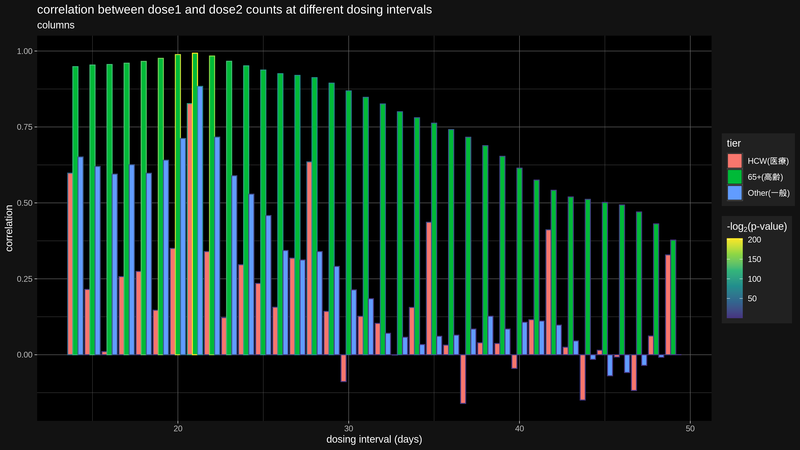 correlation between dose1 and dose2 counts at different dosing intervals
columns
correlation
1.00
0.75
0.50
0.25
0.00
20
30
40
50
dosing interval (days)
tier
HCW(医療)
65+(高齢)
Other(一般)
-log2(p-value)
200
150
100
50